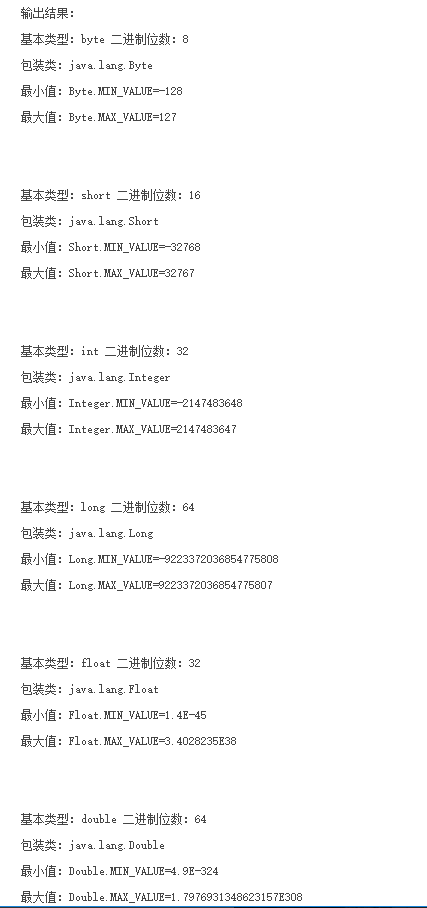 输出结果：
基本类型：byte 二进制位数：8
包装类：java.lang.Byte
最小值：Byte.MIN_VALUE=-128
最大值：Byte.MAX_VALUE=127
基本类型：short 二进制位数：16
包装类：java.lang.Short
最小值：Short.MIN_VALUE=-32768
最大值：Short.MAX_VALUE=32767
基本类型：int 二进制位数：32
包装类：java.lang.Integer
最小值：Integer.MIN_VALUE=-2147483648
最大值：Integer.MAX_VALUE=2147483647
基本类型：long 二进制位数：64
包装类：java.lang.Long
最小值：Long.MIN_VALUE=-9223372036854775808
最大值：Long.MAX_VALUE=9223372036854775807
基本类型：float 二进制位数：32
包装类：java.lang.Float
最小值：Float.MIN_VALUE=1.4E-45
最大值：Float.MAX_VALUE=3.4028235E38
基本类型：double 二进制位数：64
包装类：java.lang.Double
最小值：Double.MIN_VALUE=4.9E-324
最大值：Double.MAX_VALUE=1.7976931348623157E308